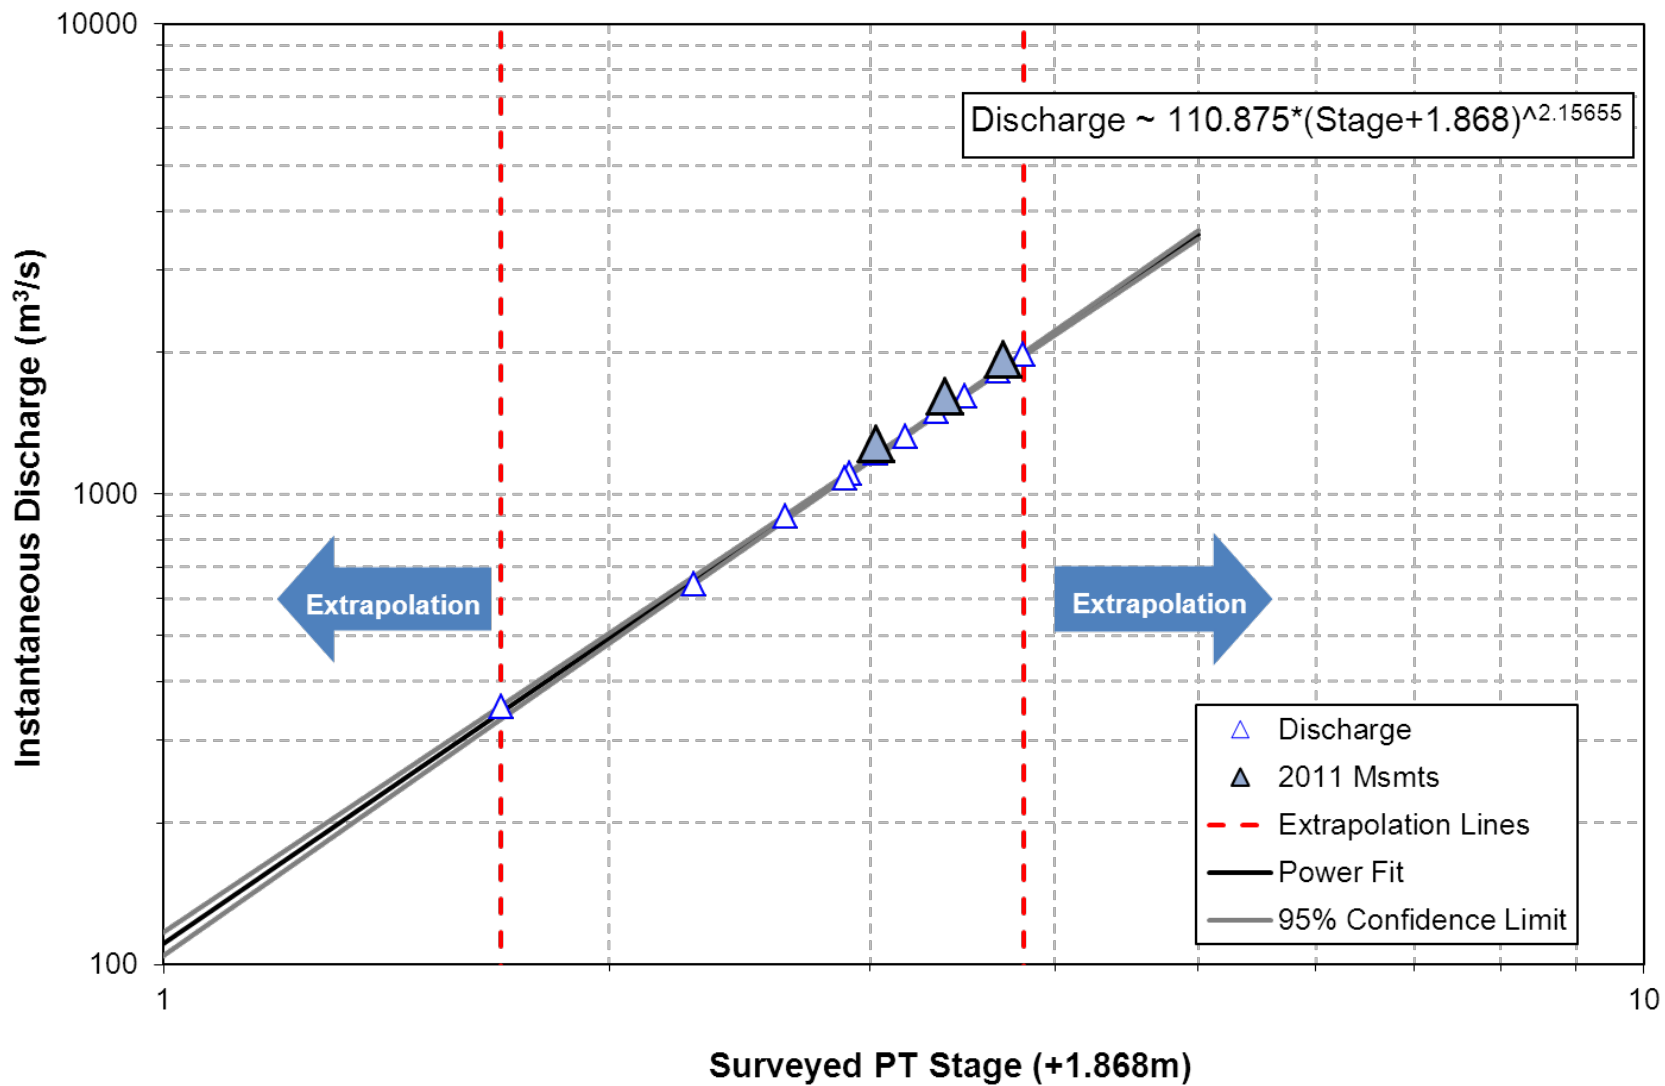 10000
Discharge ~ 110.875*(Stage+1.868)^2.15655
Instantaneous Discharge (m³/s)
1000
Extrapolation
Extrapolation
Discharge
2011 Msmts
Extrapolation Lines
Power Fit
95% Confidence Limit
100
1
10
Surveyed PT Stage (+1.868m)